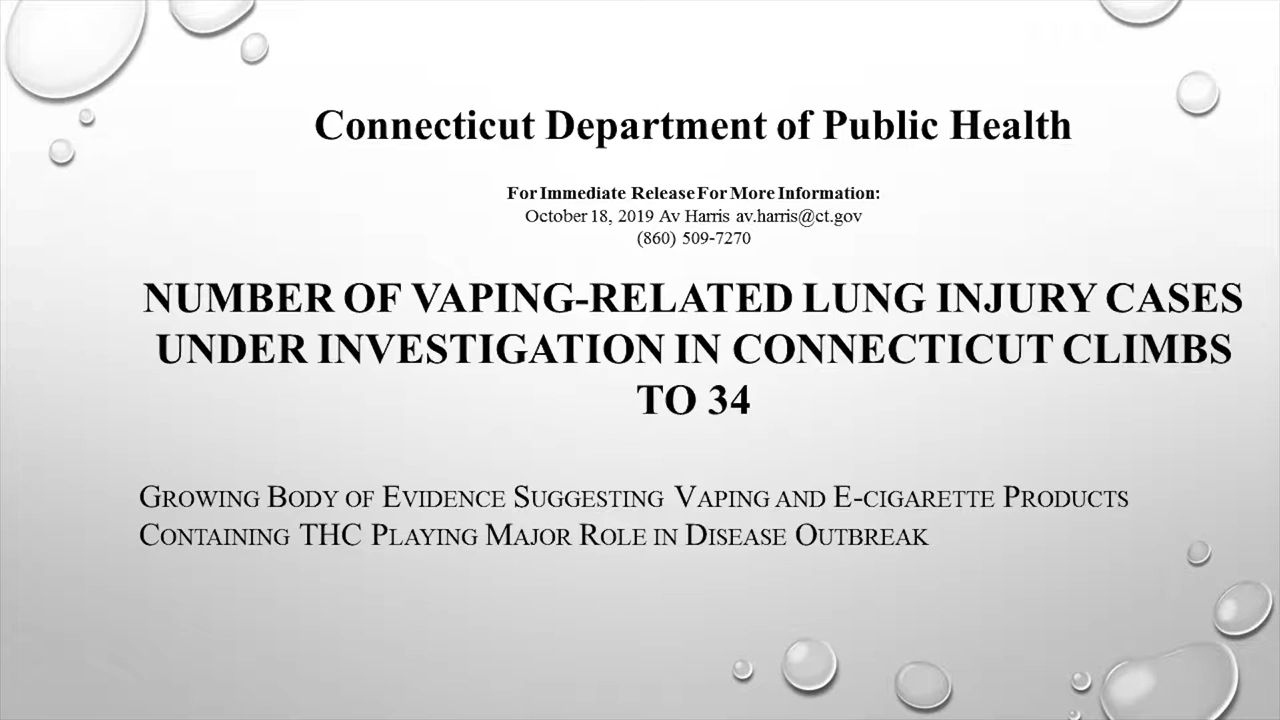 Connecticut Department of Public Health
For Immediate Release For More Information:
October 18, 2019 Av Harris av.harris@ct.gov
(860) 509-7270
NUMBER OF VAPING-RELATED LUNG INJURY CASES
UNDER INVESTIGATION IN CONNECTICUT CLIMBS
TO 34
GROWING BODY OF EVIDENCE SUGGESTING VAPING AND E-CIGARETTE PRODUCTS
CONTAINING THC PLAYING MAJOR ROLE IN DISEASE OUTBREAK